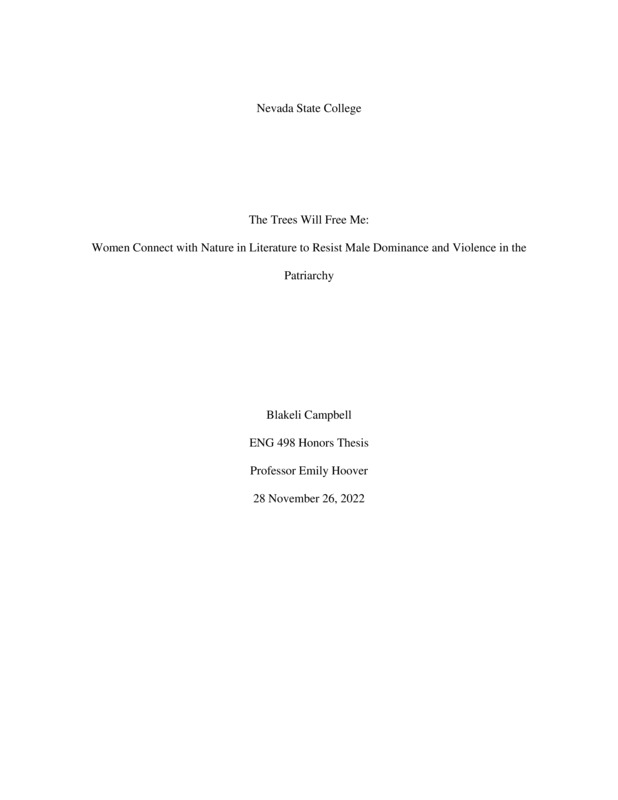 Nevada State College
The Trees Will Free Me:
Women Connect with Nature in Literature to Resist Male Dominance and Violence in the
Patriarchy
Blakeli Campbell
ENG 498 Honors Thesis
Professor Emily Hoover
28 November 26, 2022